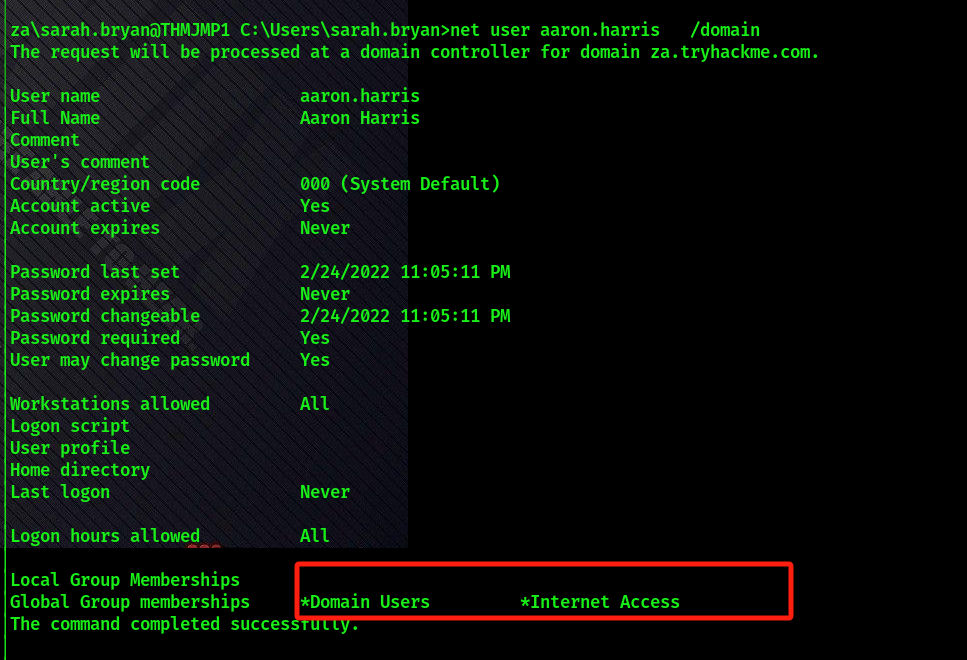 za\sarah.bryan@THMJMP1 C:\Users\sarah.bryan>net user aaron.harris   /domain
The request will be processed at a domain controller for domain za.tryhackme.com.
User name                    aaron.harris
Full Name                    Aaron Harris
Comment
User's comment
Country/region code          000 (System Default)
Account active               Yes
Account expires              Never
Password last set            2/24/2022 11:05:11 PM
Password expires             Never
Password changeable          2/24/2022 11:05:11 PM
Password required            Yes
User may change password     Yes
Workstations allowed         All
Logon script
User profile
Home directory
Last logon                   Never
Logon hours allowed          All
Local Group Memberships
Global Group memberships     *Domain Users         *Internet Access
The command completed successfully.